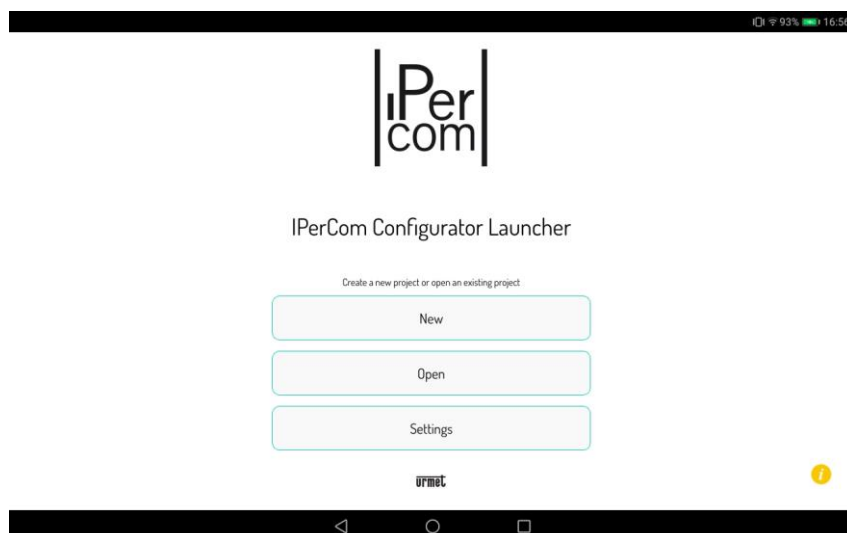 93% 16:56
IPer
com
IPerCom Configurator Launcher
Create a new project or open an existing project
New
Open
Settings
urmet
i